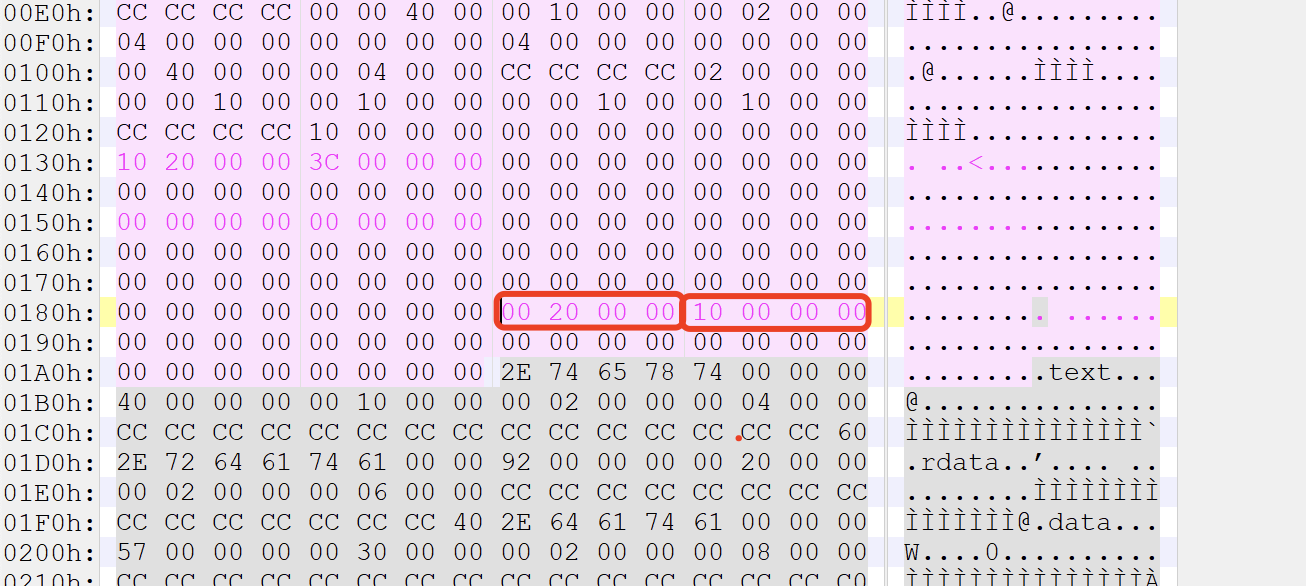 00E0h: CC CC CC CC 00 00 40 00 00 10 00 00 00 02 00 00 ÌÌÌÌ..@.........
00F0h: 04 00 00 00 00 00 00 00 04 00 00 00 00 00 00 00 ................
0100h: 00 40 00 00 00 04 00 00 CC CC CC CC 02 00 00 00 .@......ÌÌÌÌ....
0110h: 00 00 10 00 00 10 00 00 00 00 10 00 00 10 00 00 ................
0120h: CC CC CC CC 10 00 00 00 00 00 00 00 00 00 00 00 ÌÌÌÌ............
0130h: 10 20 00 00 3C 00 00 00 00 00 00 00 00 00 00 00 . ..<...........
0140h: 00 00 00 00 00 00 00 00 00 00 00 00 00 00 00 00 ................
0150h: 00 00 00 00 00 00 00 00 00 00 00 00 00 00 00 00 ................
0160h: 00 00 00 00 00 00 00 00 00 00 00 00 00 00 00 00 ................
0170h: 00 00 00 00 00 00 00 00 00 00 00 00 00 00 00 00 ................
0180h: 00 00 00 00 00 00 00 00 00 20 00 00 10 00 00 00 ......... ......
0190h: 00 00 00 00 00 00 00 00 00 00 00 00 00 00 00 00 ................
01A0h: 00 00 00 00 00 00 00 00 2E 74 65 78 74 00 00 00 .........text...
01B0h: 40 00 00 00 00 10 00 00 00 02 00 00 00 04 00 00 @...............
01C0h: CC CC CC CC CC CC CC CC CC CC CC CC CC CC CC 60 ÌÌÌÌÌÌÌÌÌÌÌÌÌÌÌ`
01D0h: 2E 72 64 61 74 61 00 00 92 00 00 00 00 20 00 00 .rdata..’.... ..
01E0h: 00 02 00 00 00 06 00 00 CC CC CC CC CC CC CC CC ........ÌÌÌÌÌÌÌÌ
01F0h: CC CC CC CC CC CC CC 40 2E 64 61 74 61 00 00 00 ÌÌÌÌÌÌÌ@.data...
0200h: 57 00 00 00 00 30 00 00 00 02 00 00 00 08 00 00 W....0..........
0210h: CC CC CC CC CC CC CC CC CC CC CC CC CC CC CC C0 ÌÌÌÌÌÌÌÌÌÌÌÌÌÌÌÀ